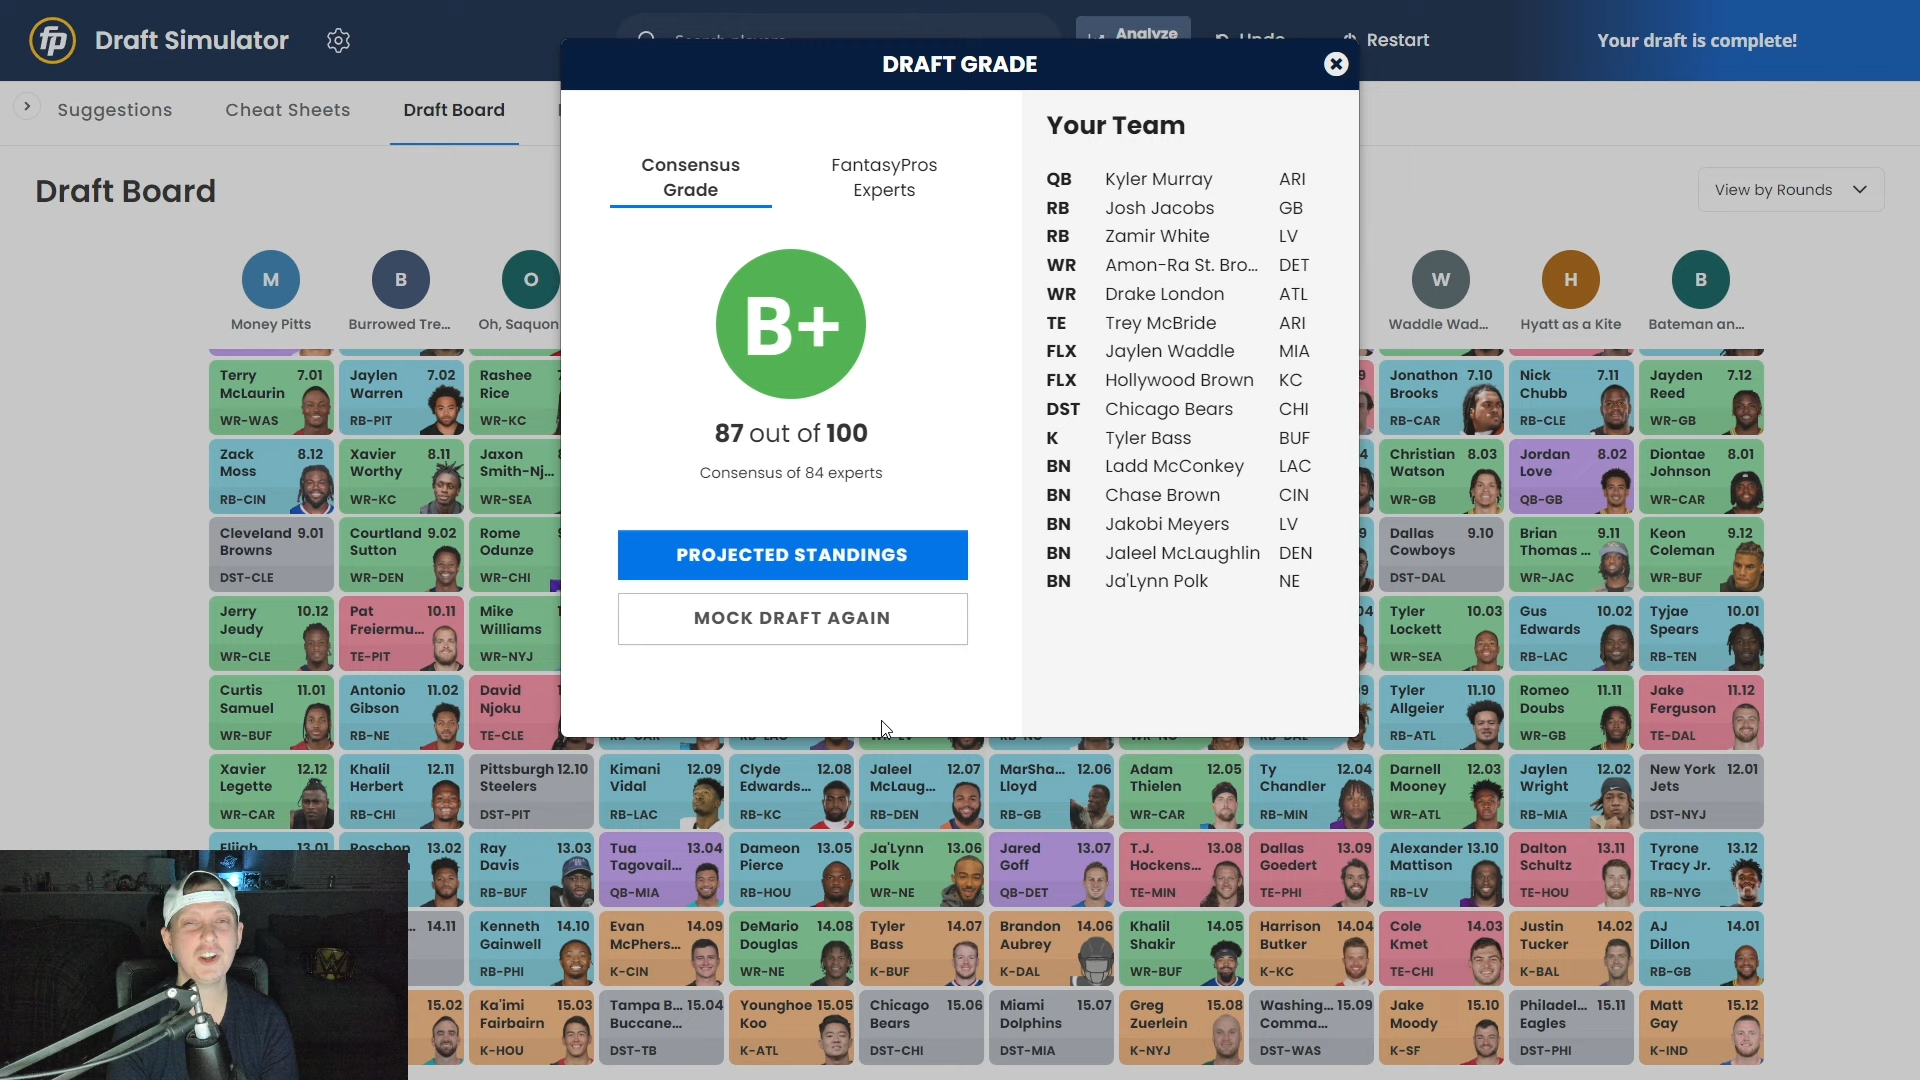 fp
Draft Simulator
Analyze
Restart
Your draft is complete!
DRAFT GRADE
Suggestions
Cheat Sheets
Draft Board
Draft Board
View by Rounds
Consensus
Grade
FantasyPros
Experts
B+
87 out of 100
Consensus of 84 experts
PROJECTED STANDINGS
MOCK DRAFT AGAIN
Your Team
QB Kyler Murray ARI
RB Josh Jacobs GB
RB Zamir White LV
WR Amon-Ra St. Bro... DET
WR Drake London ATL
TE Trey McBride ARI
FLX Jaylen Waddle MIA
FLX Hollywood Brown KC
DST Chicago Bears CHI
K Tyler Bass BUF
BN Ladd McConkey LAC
BN Chase Brown CIN
BN Jakobi Meyers LV
BN Jaleel McLaughlin DEN
BN Ja'Lynn Polk NE
M B O W H B
Money Pitts Burrowed Tre... Oh, Saquon Waddle Wad... Hyatt as a Kite Bateman an...
Terry 7.01 Jaylen 7.02 Rashee Jonathon 7.10 Nick 7.11 Jayden 7.12
McLaurin Warren Rice Brooks Chubb Reed
WR-WAS RB-PIT WR-KC RB-CAR RB-CLE WR-GB
Zack 8.12 Xavier 8.11 Jaxon Christian 8.03 Jordan 8.02 Diontae 8.01
Moss Worthy Smith-Nj... Watson Love Johnson
RB-CIN WR-KC WR-SEA WR-GB QB-GB WR-CAR
Cleveland 9.01 Courtland 9.02 Rome Dallas 9.10 Brian 9.11 Keon 9.12
Browns Sutton Odunze Cowboys Thomas ... Coleman
DST-CLE WR-DEN WR-CHI DST-DAL WR-JAC WR-BUF
Jerry 10.12 Pat 10.11 Mike Tyler 10.03 Gus 10.02 Tyjae 10.01
Jeudy Freiermu... Williams Lockett Edwards Spears
WR-CLE TE-PIT WR-NYJ WR-SEA RB-LAC RB-TEN
Curtis 11.01 Antonio 11.02 David Tyler 11.10 Romeo 11.11 Jake 11.12
Samuel Gibson Njoku Allgeier Doubs Ferguson
WR-BUF RB-NE TE-CLE RB-ATL WR-GB TE-DAL
Xavier 12.12 Khalil 12.11 Pittsburgh 12.10 Kimani 12.09 Clyde 12.08 Jaleel 12.07 MarSha... 12.06 Adam 12.05 Ty 12.04 Darnell 12.03 Jaylen 12.02 New York 12.01
Legette Herbert Steelers Vidal Edwards... McLaug... Lloyd Thielen Chandler Mooney Wright Jets
WR-CAR RB-CHI DST-PIT RB-LAC RB-KC RB-DEN RB-GB WR-CAR RB-MIN WR-ATL RB-MIA DST-NYJ
13.02 Ray 13.03 Tua 13.04 Dameon 13.05 Ja'Lynn 13.06 Jared 13.07 T.J. 13.08 Dallas 13.09 Alexander 13.10 Dalton 13.11 Tyrone 13.12
Davis Tagovail... Pierce Polk Goff Hockens... Goedert Mattison Schultz Tracy Jr.
RB-BUF QB-MIA RB-HOU WR-NE QB-DET TE-MIN TE-PHI RB-LV TE-HOU RB-NYG
14.11 Kenneth 14.10 Evan 14.09 DeMario 14.08 Tyler 14.07 Brandon 14.06 Khalil 14.05 Harrison 14.04 Cole 14.03 Justin 14.02 AJ 14.01
Gainwell McPhers... Douglas Bass Aubrey Shakir Butker Kmet Tucker Dillon
RB-PHI K-CIN WR-NE K-BUF K-DAL WR-BUF K-KC TE-CHI K-BAL RB-GB
15.02 Ka'imi 15.03 Tampa B... 15.04 Younghoe 15.05 Chicago 15.06 Miami 15.07 Greg 15.08 Washing... 15.09 Jake 15.10 Philadel... 15.11 Matt 15.12
Fairbairn Buccane... Koo Bears Dolphins Zuerlein Comma... Moody Eagles Gay
K-HOU DST-TB K-ATL DST-CHI DST-MIA K-NYJ DST-WAS K-SF DST-PHI K-IND